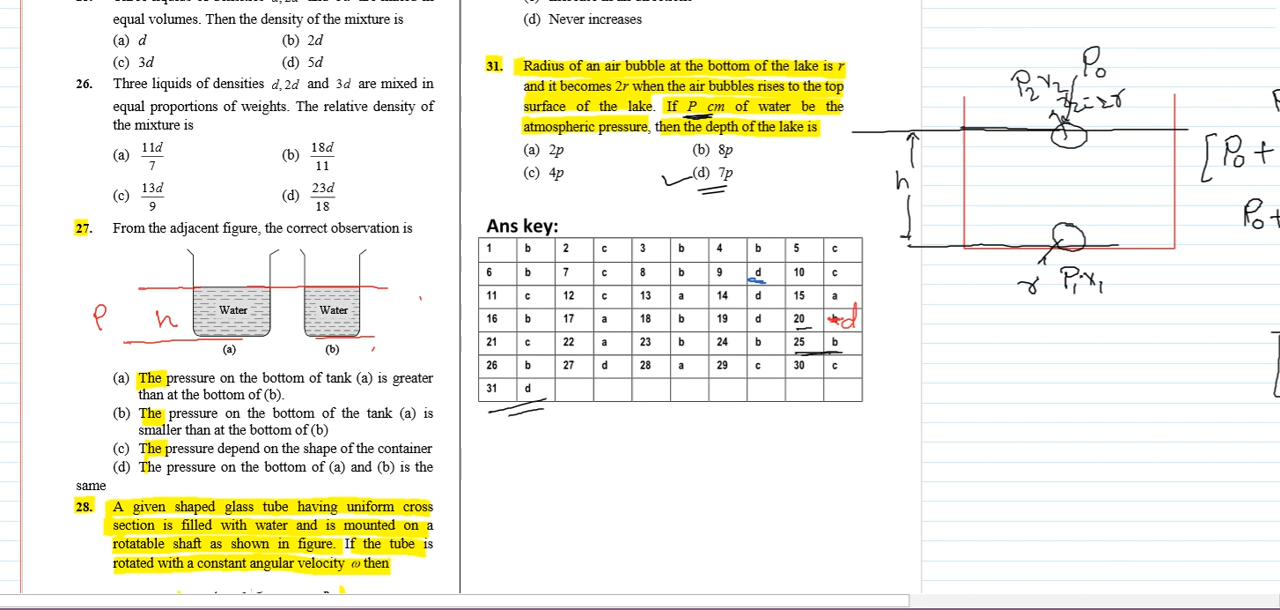 equal volumes. Then the density of the mixture is
(a) d (b) 2d
(c) 3d (d) 5d
26. Three liquids of densities d, 2d and 3d are mixed in
equal proportions of weights. The relative density of
the mixture is
(a) 11d/7 (b) 18d/11
(c) 13d/9 (d) 23d/18
27. From the adjacent figure, the correct observation is
P h
Water Water
(a) (b)
(a) The pressure on the bottom of tank (a) is greater
than at the bottom of (b).
(b) The pressure on the bottom of the tank (a) is
smaller than at the bottom of (b)
(c) The pressure depend on the shape of the container
(d) The pressure on the bottom of (a) and (b) is the
same
28. A given shaped glass tube having uniform cross
section is filled with water and is mounted on a
rotatable shaft as shown in figure. If the tube is
rotated with a constant angular velocity ω then
(d) Never increases
31. Radius of an air bubble at the bottom of the lake is r
and it becomes 2r when the air bubbles rises to the top
surface of the lake. If P cm of water be the
atmospheric pressure, then the depth of the lake is
(a) 2p (b) 8p
(c) 4p (d) 7p
Ans key:
1 b 2 c 3 b 4 b 5 c
6 b 7 c 8 b 9 d 10 c
11 c 12 c 13 a 14 d 15 a
16 b 17 a 18 b 19 d 20 d
21 c 22 a 23 b 24 b 25 b
26 b 27 d 28 a 29 c 30 c
31 d
P₀
P₂ V₂
h
r P₁ V₁
[P₀ +
P₀ +